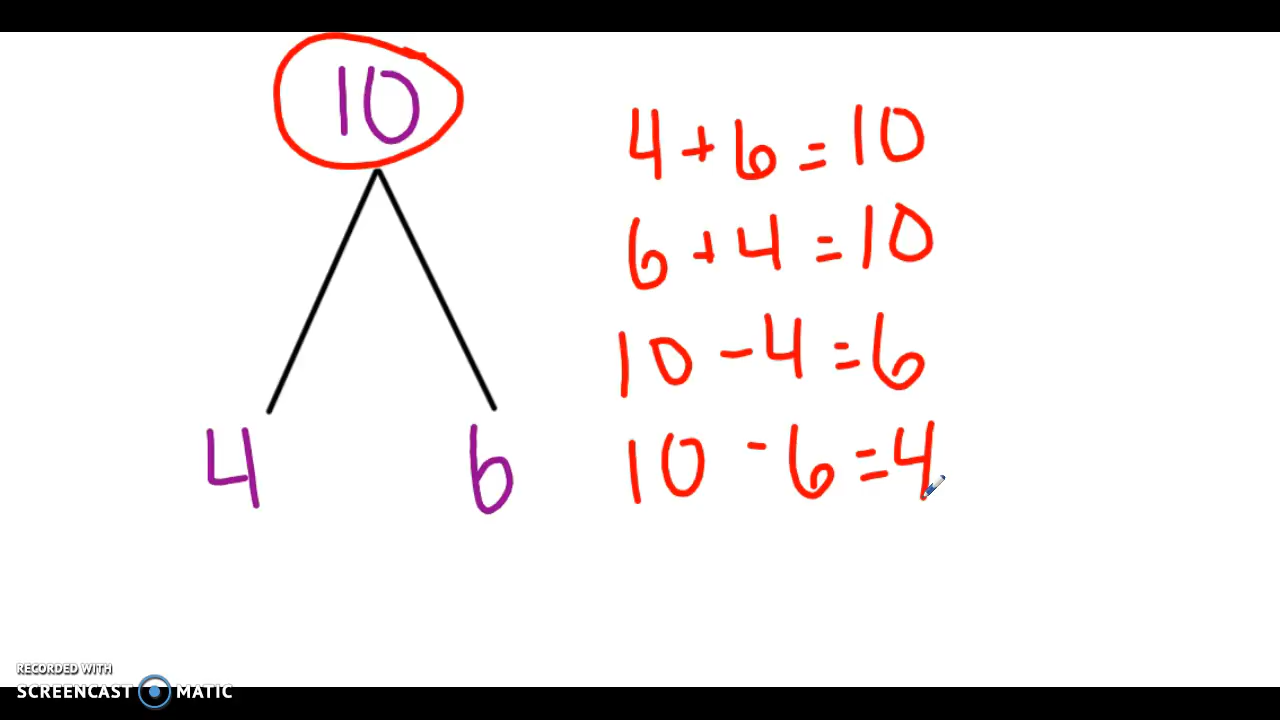 10
4 6
4 + 6 = 10
6 + 4 = 10
10 - 4 = 6
10 - 6 = 4
RECORDED WITH
SCREENCAST MATIC